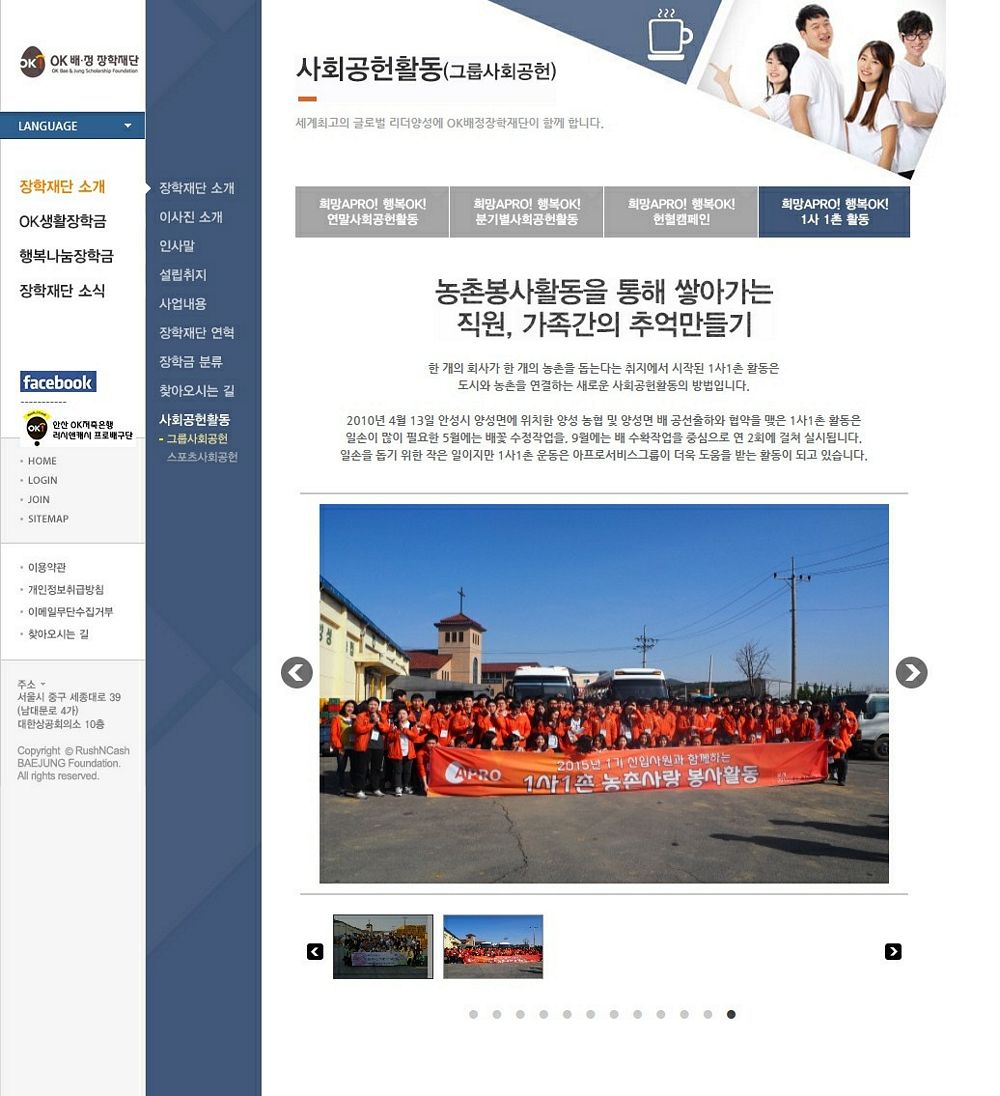 OK 배·정 장학재단
OK Bae & Jung Scholarship Foundation
LANGUAGE
장학재단 소개
OK생활장학금
행복나눔장학금
장학재단 소식
facebook
안산 OK저축은행
러시앤캐시 프로배구단
HOME
LOGIN
JOIN
SITEMAP
이용약관
개인정보취급방침
이메일무단수집거부
찾아오시는 길
주소
서울시 중구 세종대로 39
(남대문로 4가)
대한상공회의소 10층
Copyright © RushNCash
BAEJUNG Foundation.
All rights reserved.
장학재단 소개
이사진 소개
인사말
설립취지
사업내용
장학재단 연혁
장학금 분류
찾아오시는 길
사회공헌활동
- 그룹사회공헌
스포츠사회공헌
사회공헌활동(그룹사회공헌)
세계최고의 글로벌 리더양성에 OK배정장학재단이 함께 합니다.
희망APRO! 행복OK!
연말사회공헌활동
희망APRO! 행복OK!
분기별사회공헌활동
희망APRO! 행복OK!
헌혈캠페인
희망APRO! 행복OK!
1사 1촌 활동
농촌봉사활동을 통해 쌓아가는
직원, 가족간의 추억만들기
한 개의 회사가 한 개의 농촌을 돕는다는 취지에서 시작된 1사1촌 활동은
도시와 농촌을 연결하는 새로운 사회공헌활동의 방법입니다.
2010년 4월 13일 안성시 양성면에 위치한 양성 농협 및 양성면 배 공선출하와 협약을 맺은 1사1촌 활동은
일손이 많이 필요한 5월에는 배꽃 수정작업을, 9월에는 배 수확작업을 중심으로 연 2회에 걸쳐 실시됩니다.
일손을 돕기 위한 작은 일이지만 1사1촌 운동은 아프로서비스그룹이 더욱 도움을 받는 활동이 되고 있습니다.
APRO
2015년 1기 신입사원과 함께하는
1사1촌 농촌사랑 봉사활동